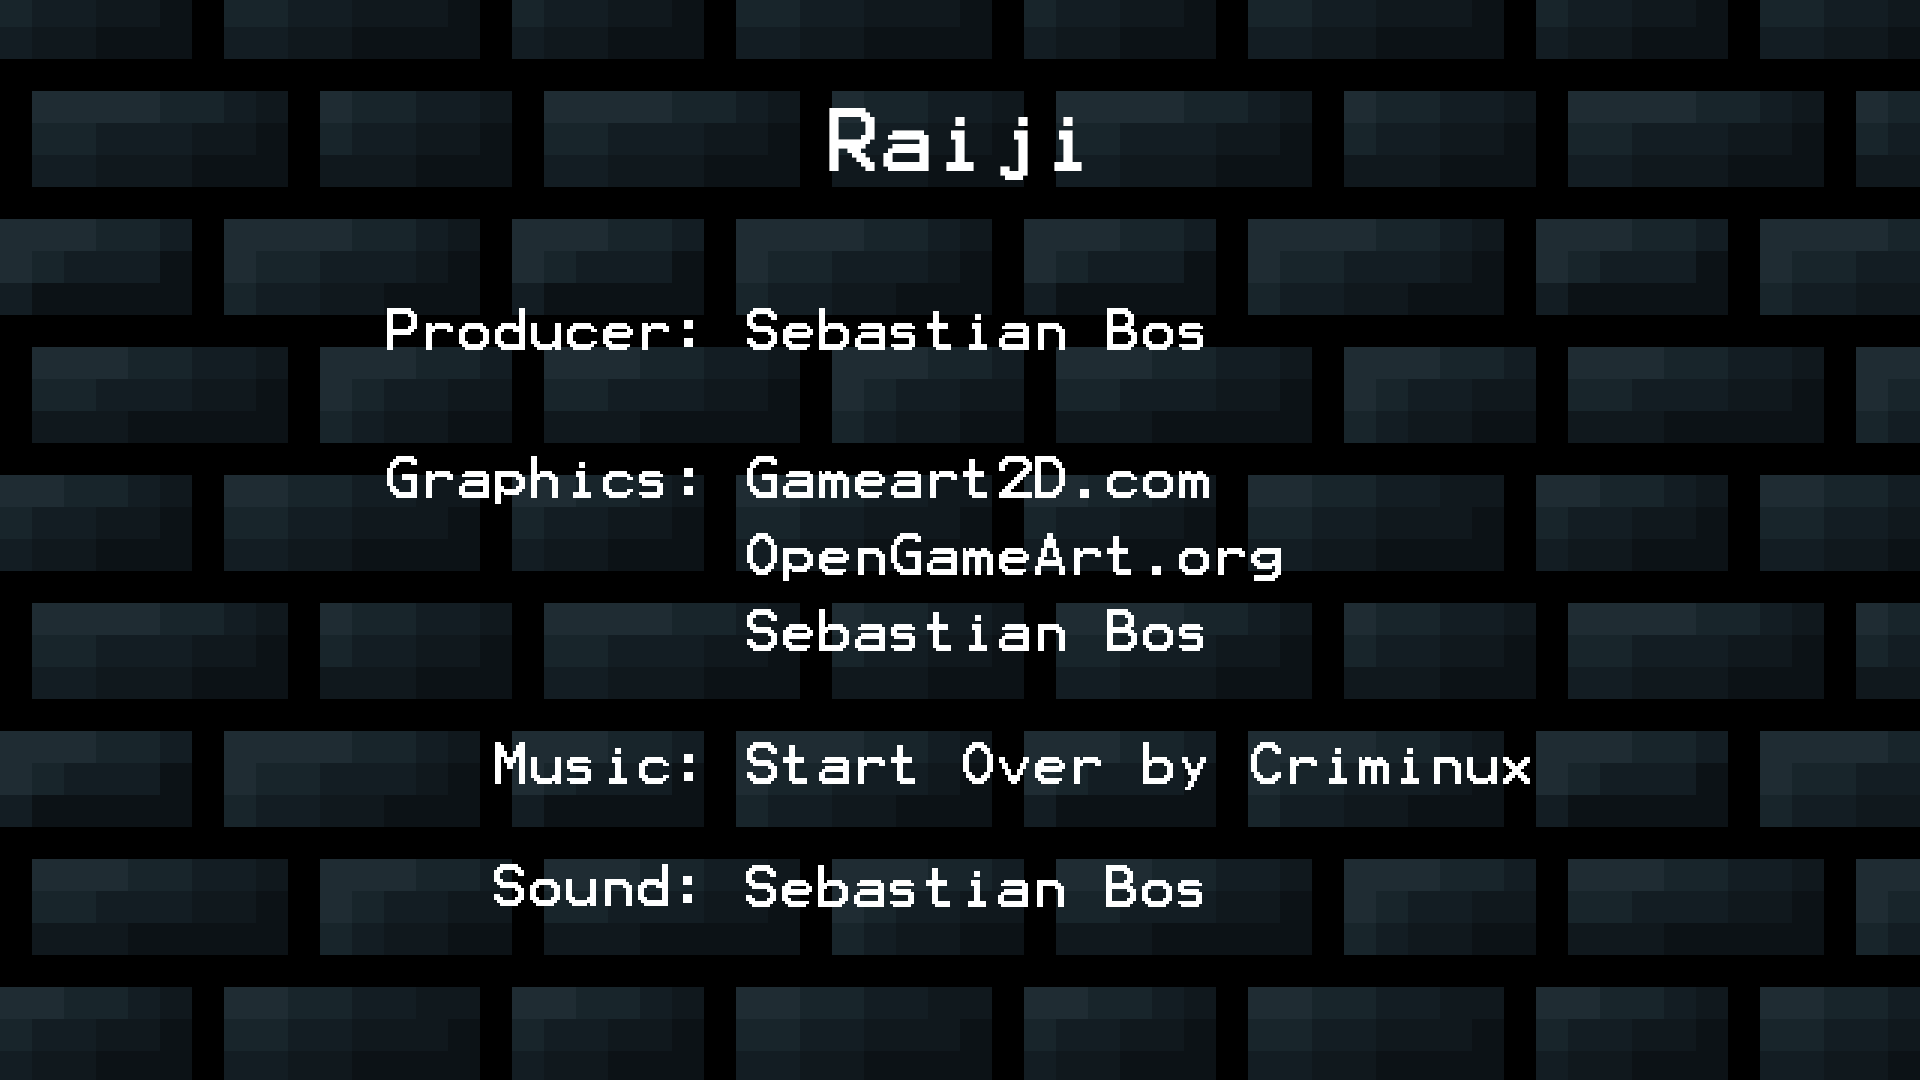 Raiji
Producer: Sebastian Bos
Graphics: Gameart2D.com
OpenGameArt.org
Sebastian Bos
Music: Start Over by Criminux
Sound: Sebastian Bos